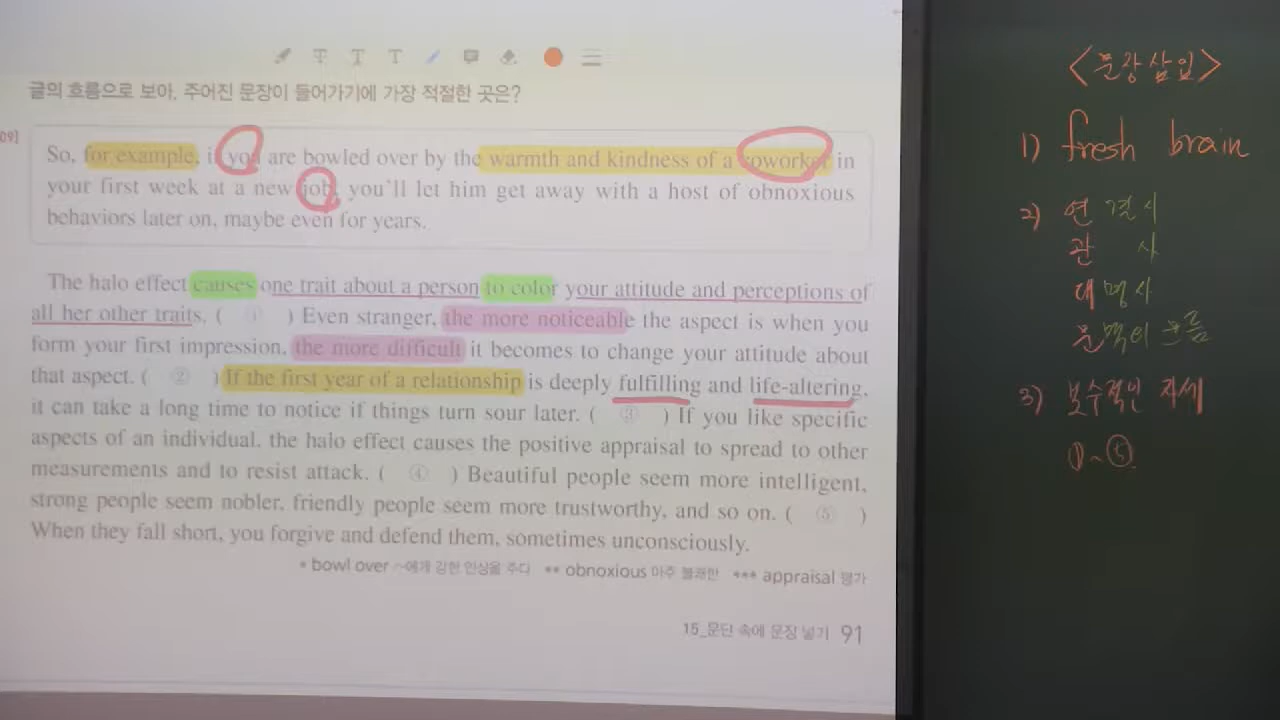 글의 흐름으로 보아, 주어진 문장이 들어가기에 가장 적절한 곳은?
09]
So, for example, if you are bowled over by the warmth and kindness of a coworker in
your first week at a new job, you'll let him get away with a host of obnoxious
behaviors later on, maybe even for years.
The halo effect causes one trait about a person to color your attitude and perceptions of
all her other traits. ( ① ) Even stranger, the more noticeable the aspect is when you
form your first impression, the more difficult it becomes to change your attitude about
that aspect. ( ② ) If the first year of a relationship is deeply fulfilling and life-altering,
it can take a long time to notice if things turn sour later. ( ③ ) If you like specific
aspects of an individual, the halo effect causes the positive appraisal to spread to other
measurements and to resist attack. ( ④ ) Beautiful people seem more intelligent,
strong people seem nobler, friendly people seem more trustworthy, and so on. ( ⑤ )
When they fall short, you forgive and defend them, sometimes unconsciously.
* bowl over ~에게 강한 인상을 주다 ** obnoxious 아주 불쾌한 *** appraisal 평가
15_문단 속에 문장 넣기 91
<문장삽입>
1) fresh brain
2) 연결사
관 사
대명사
문맥의 흐름
3) 보수적인 자세
①~⑤